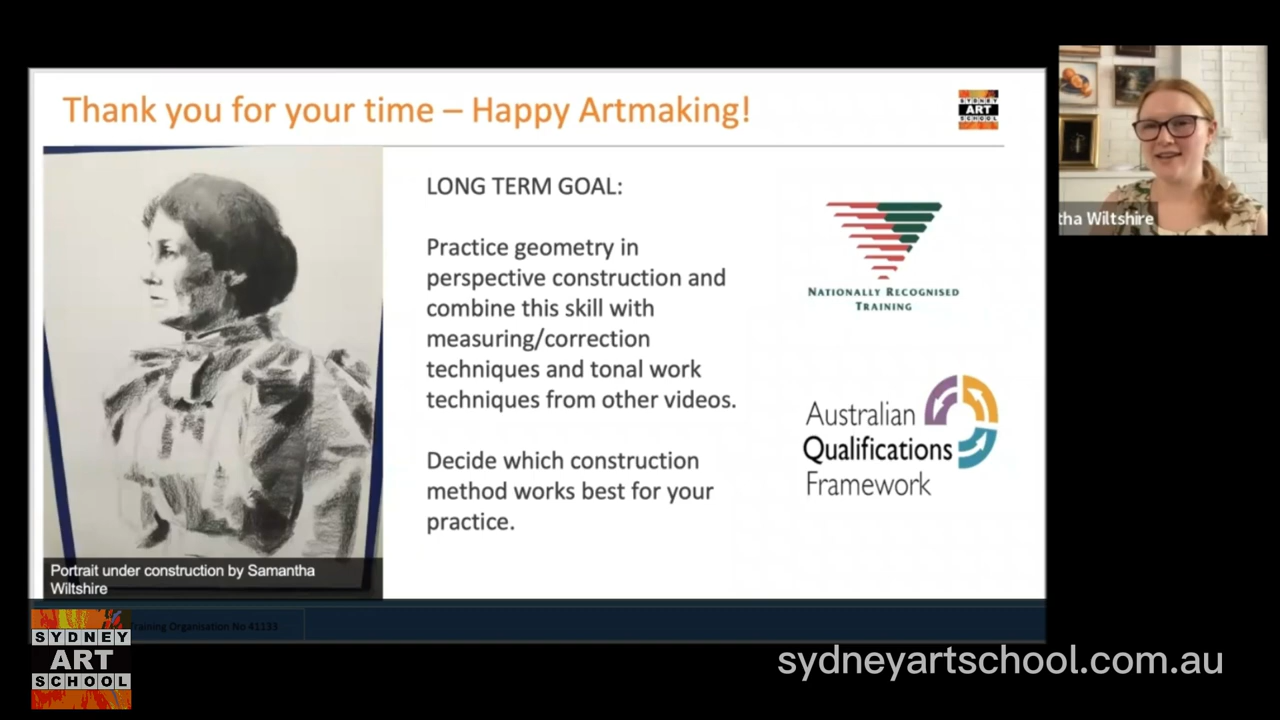 Thank you for your time – Happy Artmaking!
SYDNEY
ART
SCHOOL
LONG TERM GOAL:
Practice geometry in
perspective construction and
combine this skill with
measuring/correction
techniques and tonal work
techniques from other videos.
Decide which construction
method works best for your
practice.
NATIONALLY RECOGNISED
TRAINING
Australian
Qualifications
Framework
tha Wiltshire
Portrait under construction by Samantha
Wiltshire
Training Organisation No 41133
SYDNEY
ART
SCHOOL
sydneyartschool.com.au